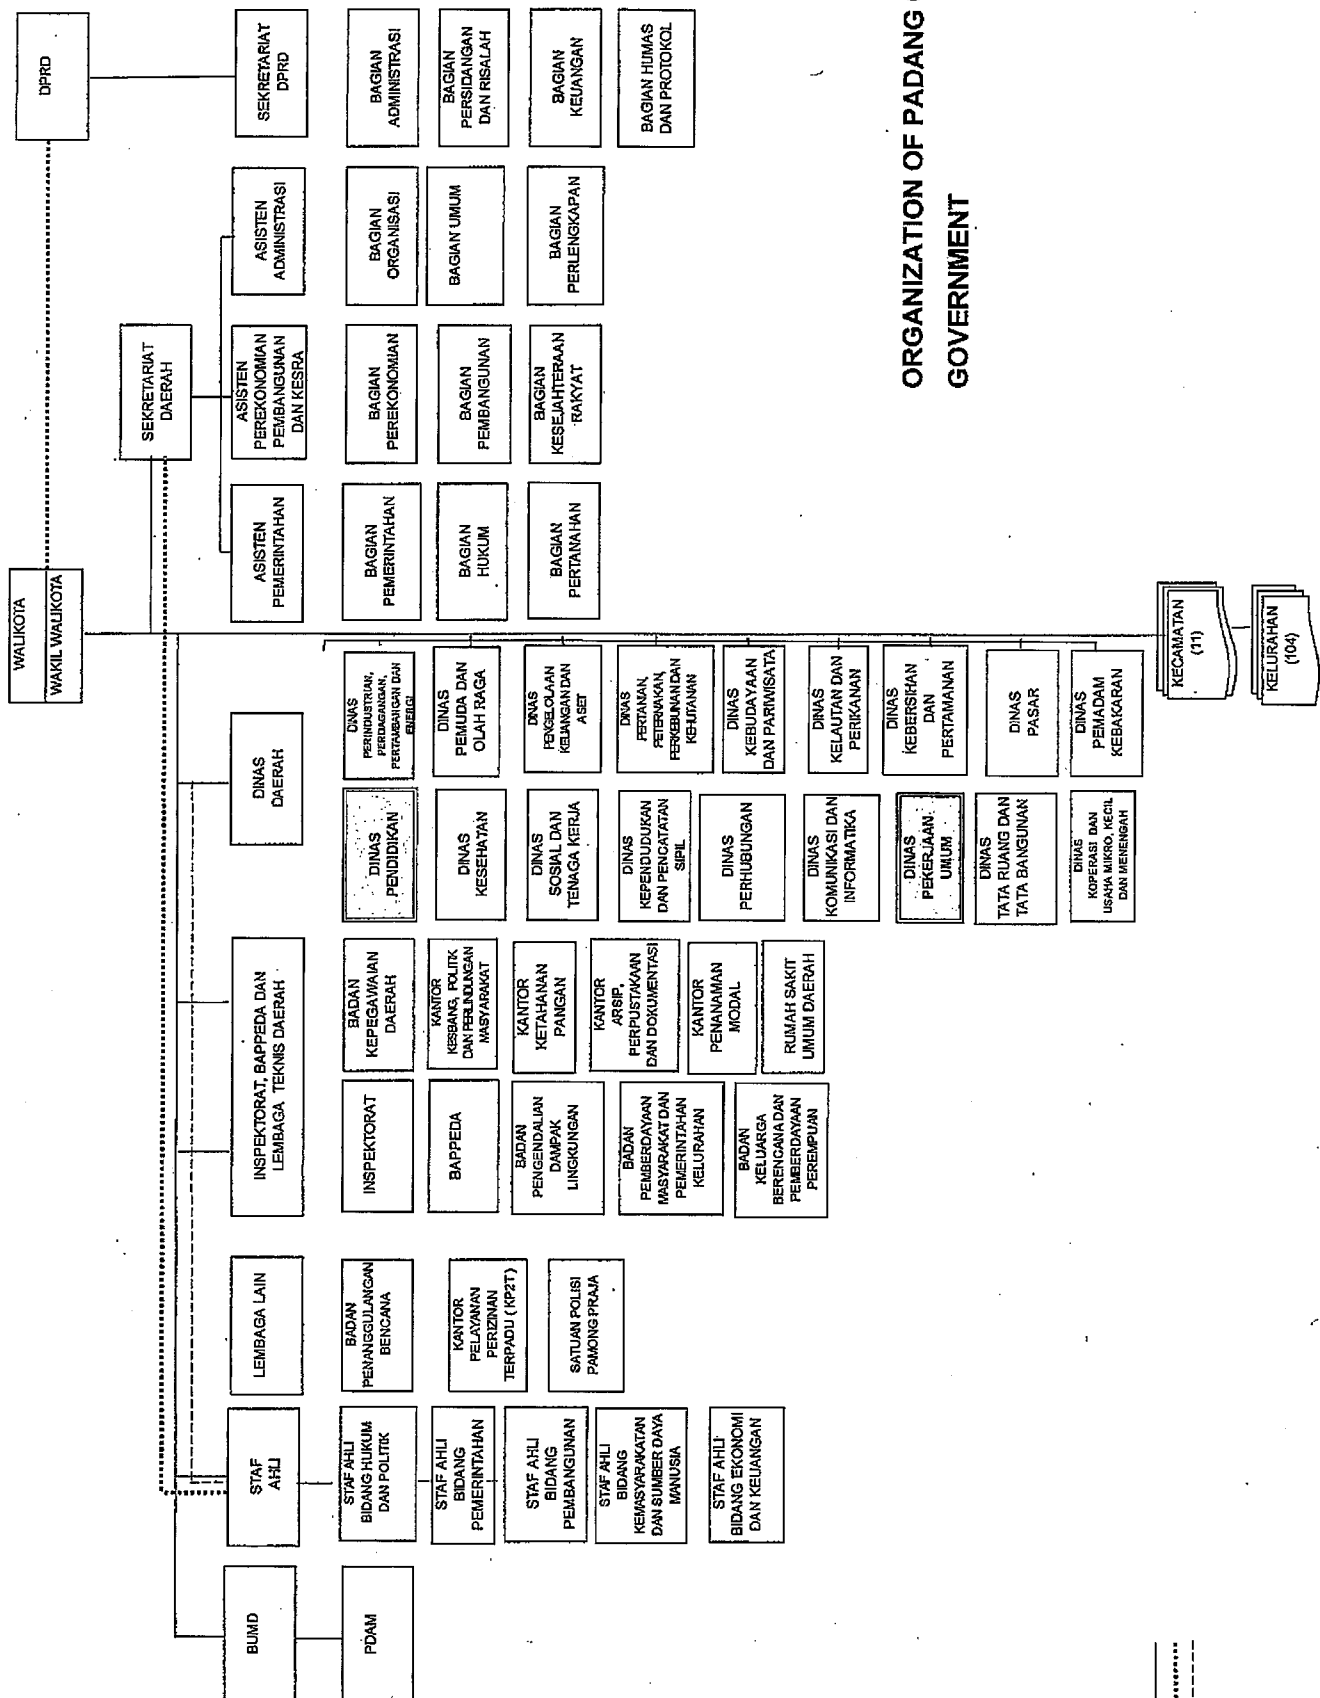 WALIKOTA
WAKIL WALIKOTA
DPRD
SEKRETARIAT
DAERAH
SEKRETARIAT
DPRD
BUMD
STAF
AHLI
LEMBAGA LAIN
INSPEKTORAT, BAPPEDA DAN
LEMBAGA TEKNIS DAERAH
DINAS
DAERAH
ASISTEN
PEMERINTAHAN
ASISTEN
PEREKONOMIAN
PEMBANGUNAN
DAN KESRA
ASISTEN
ADMINISTRASI
PDAM
STAF AHLI
BIDANG HUKUM
DAN POLITIK
STAF AHLI
BIDANG
PEMERINTAHAN
STAF AHLI
BIDANG
PEMBANGUNAN
STAF AHLI
BIDANG
KEMASYARAKATAN
DAN SUMBER DAYA
MANUSIA
STAF AHLI
BIDANG EKONOMI
DAN KEUANGAN
BADAN
PENANGGULANGAN
BENCANA
KANTOR
PELAYANAN
PERIZINAN
TERPADU ( KP2T )
SATUAN POLISI
PAMONG PRAJA
INSPEKTORAT
BAPPEDA
BADAN
PENGENDALIAN
DAMPAK
LINGKUNGAN
BADAN
PEMBERDAYAAN
MASYARAKAT DAN
PEMERINTAHAN
KELURAHAN
BADAN
KELUARGA
BERENCANA DAN
PEMBERDAYAAN
PEREMPUAN
BADAN
KEPEGAWAIAN
DAERAH
KANTOR
KESBANG, POLITIK
DAN PERLINDUNGAN
MASYARAKAT
KANTOR
KETAHANAN
PANGAN
KANTOR
ARSIP,
PERPUSTAKAAN
DAN DOKUMENTASI
KANTOR
PENANAMAN
MODAL
RUMAH SAKIT
UMUM DAERAH
DINAS
PENDIDIKAN
DINAS
KESEHATAN
DINAS
SOSIAL DAN
TENAGA KERJA
DINAS
KEPENDUDUKAN
DAN PENCATATAN
SIPIL
DINAS
PERHUBUNGAN
DINAS
KOMUNIKASI DAN
INFORMATIKA
DINAS
PEKERJAAN
UMUM
DINAS
TATA RUANG DAN
TATA BANGUNAN
DINAS
KOPERASI DAN
USAHA MIKRO, KECIL
DAN MENENGAH
DINAS
PERINDUSTRIAN,
PERDAGANGAN,
PERTAMBANGAN DAN
ENERGI
DINAS
PEMUDA DAN
OLAH RAGA
DINAS
PENGELOLAAN
KEUANGAN DAN
ASET
DINAS
PERTANIAN,
PETERNAKAN,
PERKEBUNAN DAN
KEHUTANAN
DINAS
KEBUDAYAAN
DAN PARIWISATA
DINAS
KELAUTAN DAN
PERIKANAN
DINAS
KEBERSIHAN
DAN
PERTAMANAN
DINAS
PASAR
DINAS
PEMADAM
KEBAKARAN
BAGIAN
PEMERINTAHAN
BAGIAN
HUKUM
BAGIAN
PERTANAHAN
BAGIAN
PEREKONOMIAN
BAGIAN
PEMBANGUNAN
BAGIAN
KESEJAHTERAAN
RAKYAT
BAGIAN
ORGANISASI
BAGIAN UMUM
BAGIAN
PERLENGKAPAN
BAGIAN
ADMINISTRASI
BAGIAN
PERSIDANGAN
DAN RISALAH
BAGIAN
KEUANGAN
BAGIAN HUMAS
DAN PROTOKOL
KECAMATAN
(11)
KELURAHAN
(104)
ORGANIZATION OF PADANG
GOVERNMENT